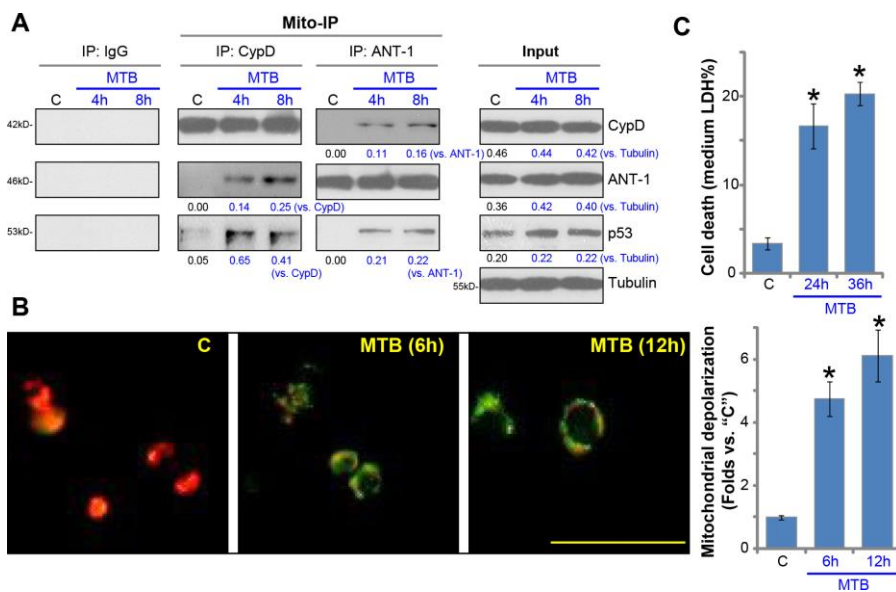 A
Mito-IP
IP: IgG
IP: CypD
IP: ANT-1
Input
MTB
MTB
MTB
MTB
C 4h 8h
C 4h 8h
C 4h 8h
C 4h 8h
42kD-
CypD
0.00 0.11 0.16 (vs. ANT-1)
0.46 0.44 0.42 (vs. Tubulin)
46kD-
ANT-1
0.00 0.14 0.25 (vs. CypD)
0.36 0.42 0.40 (vs. Tubulin)
53kD-
p53
0.05 0.65 0.41
(vs. CypD)
0.00 0.21 0.22
(vs. ANT-1)
0.20 0.22 0.22
(vs. Tubulin)
55kD-
Tubulin
B
C
MTB (6h)
MTB (12h)
C
Cell death (medium LDH%)
30
20
10
0
*
*
C 24h 36h
MTB
Mitochondrial depolarization
(Folds vs. “C”)
6
4
2
0
*
*
C 6h 12h
MTB